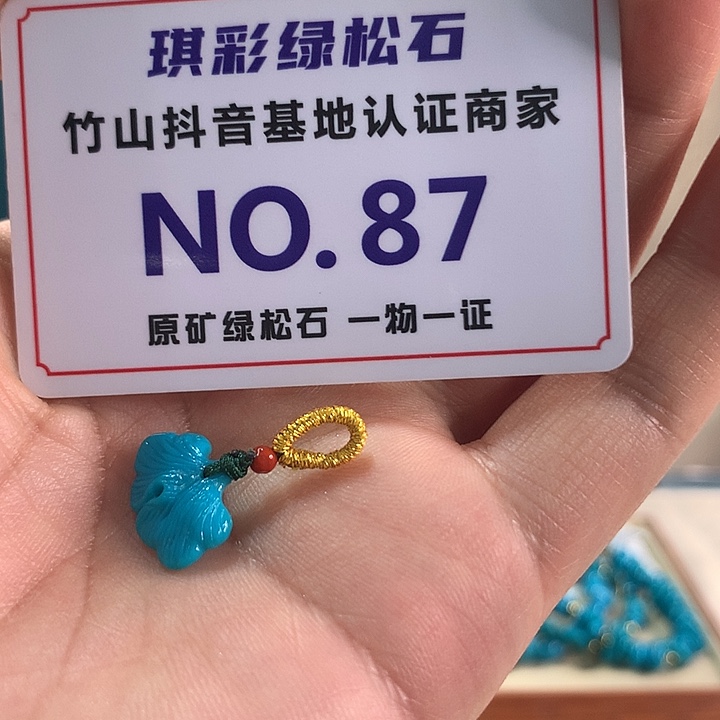 琪彩绿松石
竹山抖音基地认证商家
NO.87
原矿绿松石 一物一证